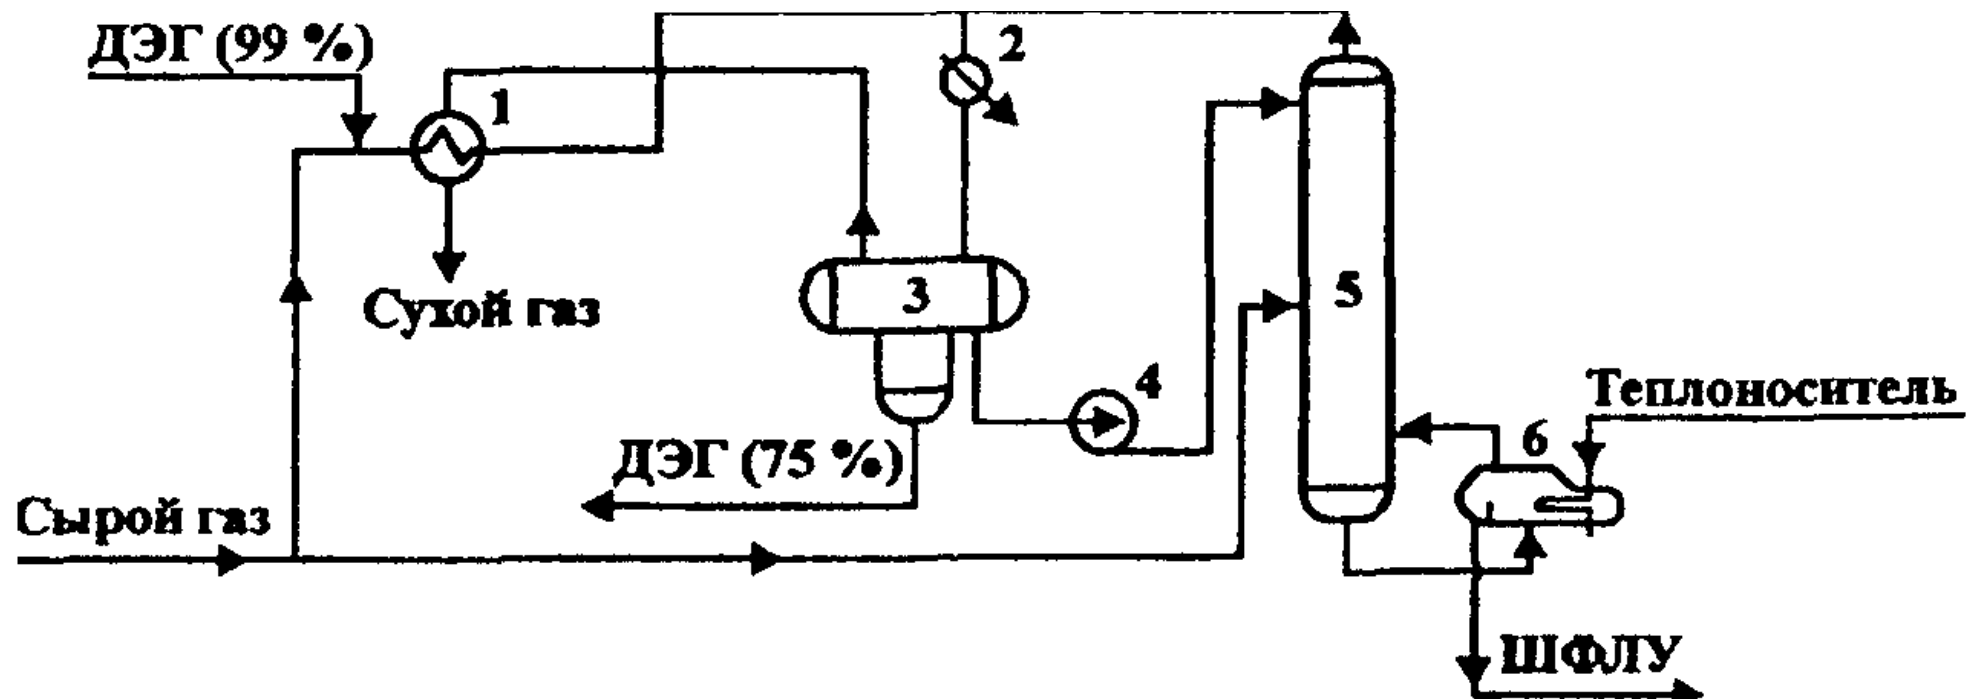 ДЭГ (99 %)
2
1
Сухой газ
3
5
4
Теплоноситель
6
ДЭГ (75 %)
Сырой газ
ШФЛУ